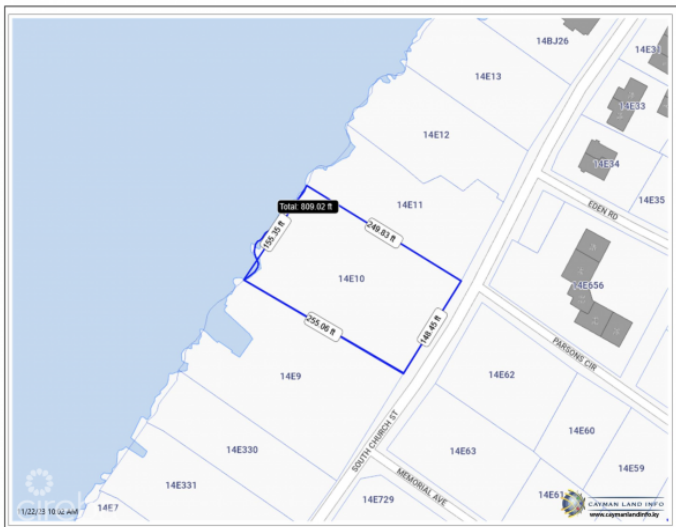 14BJ26
14E31
14E13
14E33
14E12
14E34
14E35
Total: 809.02 ft
EDEN RD
14E11
249.83 ft
155.35 ft
14E10
14E656
255.06 ft
148.45 ft
PARSONS CIR
14E9
14E62
SOUTH CHURCH ST
14E60
14E330
14E63
14E59
14E331
MEMORIAL AVE
14E61
14E729
14E7
CAYMAN LAND INFO
www.caymanlandinfo.ky